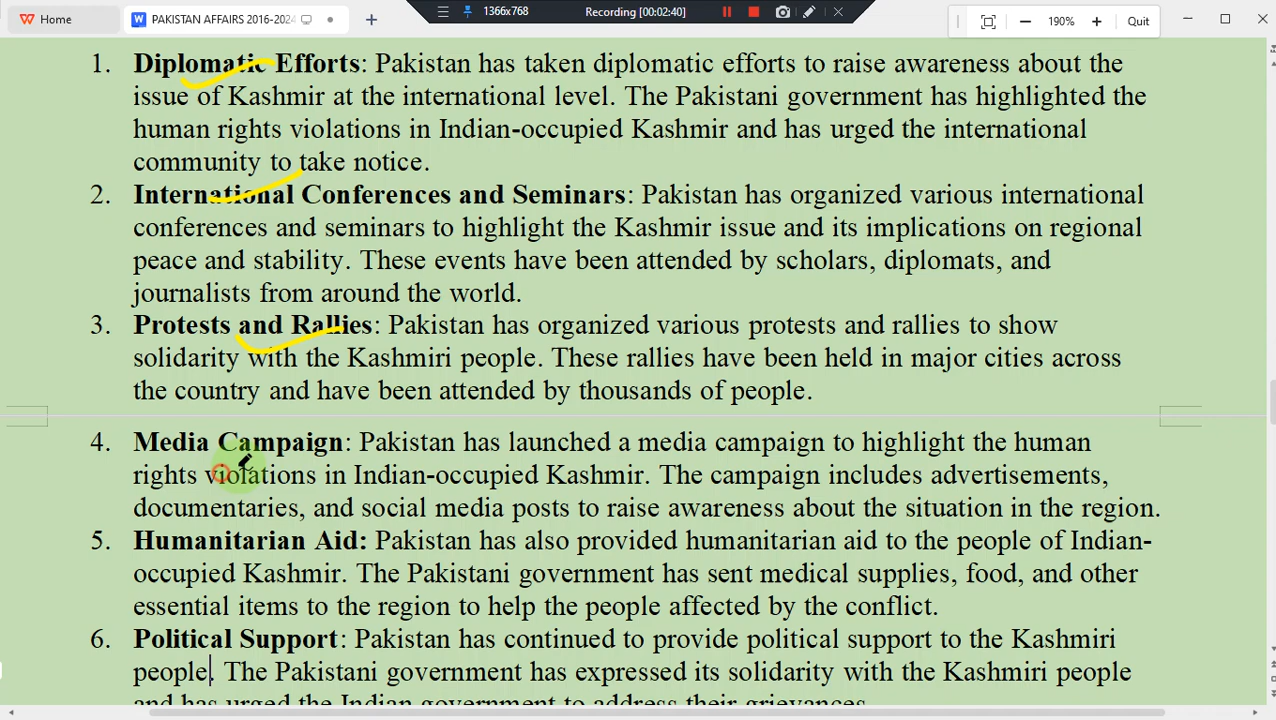 Home
PAKISTAN AFFAIRS 2016-2024
1366x768
Recording [00:02:40]
190%
Quit
1. Diplomatic Efforts: Pakistan has taken diplomatic efforts to raise awareness about the
issue of Kashmir at the international level. The Pakistani government has highlighted the
human rights violations in Indian-occupied Kashmir and has urged the international
community to take notice.
2. International Conferences and Seminars: Pakistan has organized various international
conferences and seminars to highlight the Kashmir issue and its implications on regional
peace and stability. These events have been attended by scholars, diplomats, and
journalists from around the world.
3. Protests and Rallies: Pakistan has organized various protests and rallies to show
solidarity with the Kashmiri people. These rallies have been held in major cities across
the country and have been attended by thousands of people.
4. Media Campaign: Pakistan has launched a media campaign to highlight the human
rights violations in Indian-occupied Kashmir. The campaign includes advertisements,
documentaries, and social media posts to raise awareness about the situation in the region.
5. Humanitarian Aid: Pakistan has also provided humanitarian aid to the people of Indian-
occupied Kashmir. The Pakistani government has sent medical supplies, food, and other
essential items to the region to help the people affected by the conflict.
6. Political Support: Pakistan has continued to provide political support to the Kashmiri
people. The Pakistani government has expressed its solidarity with the Kashmiri people
and has urged the Indian government to address their grievances.